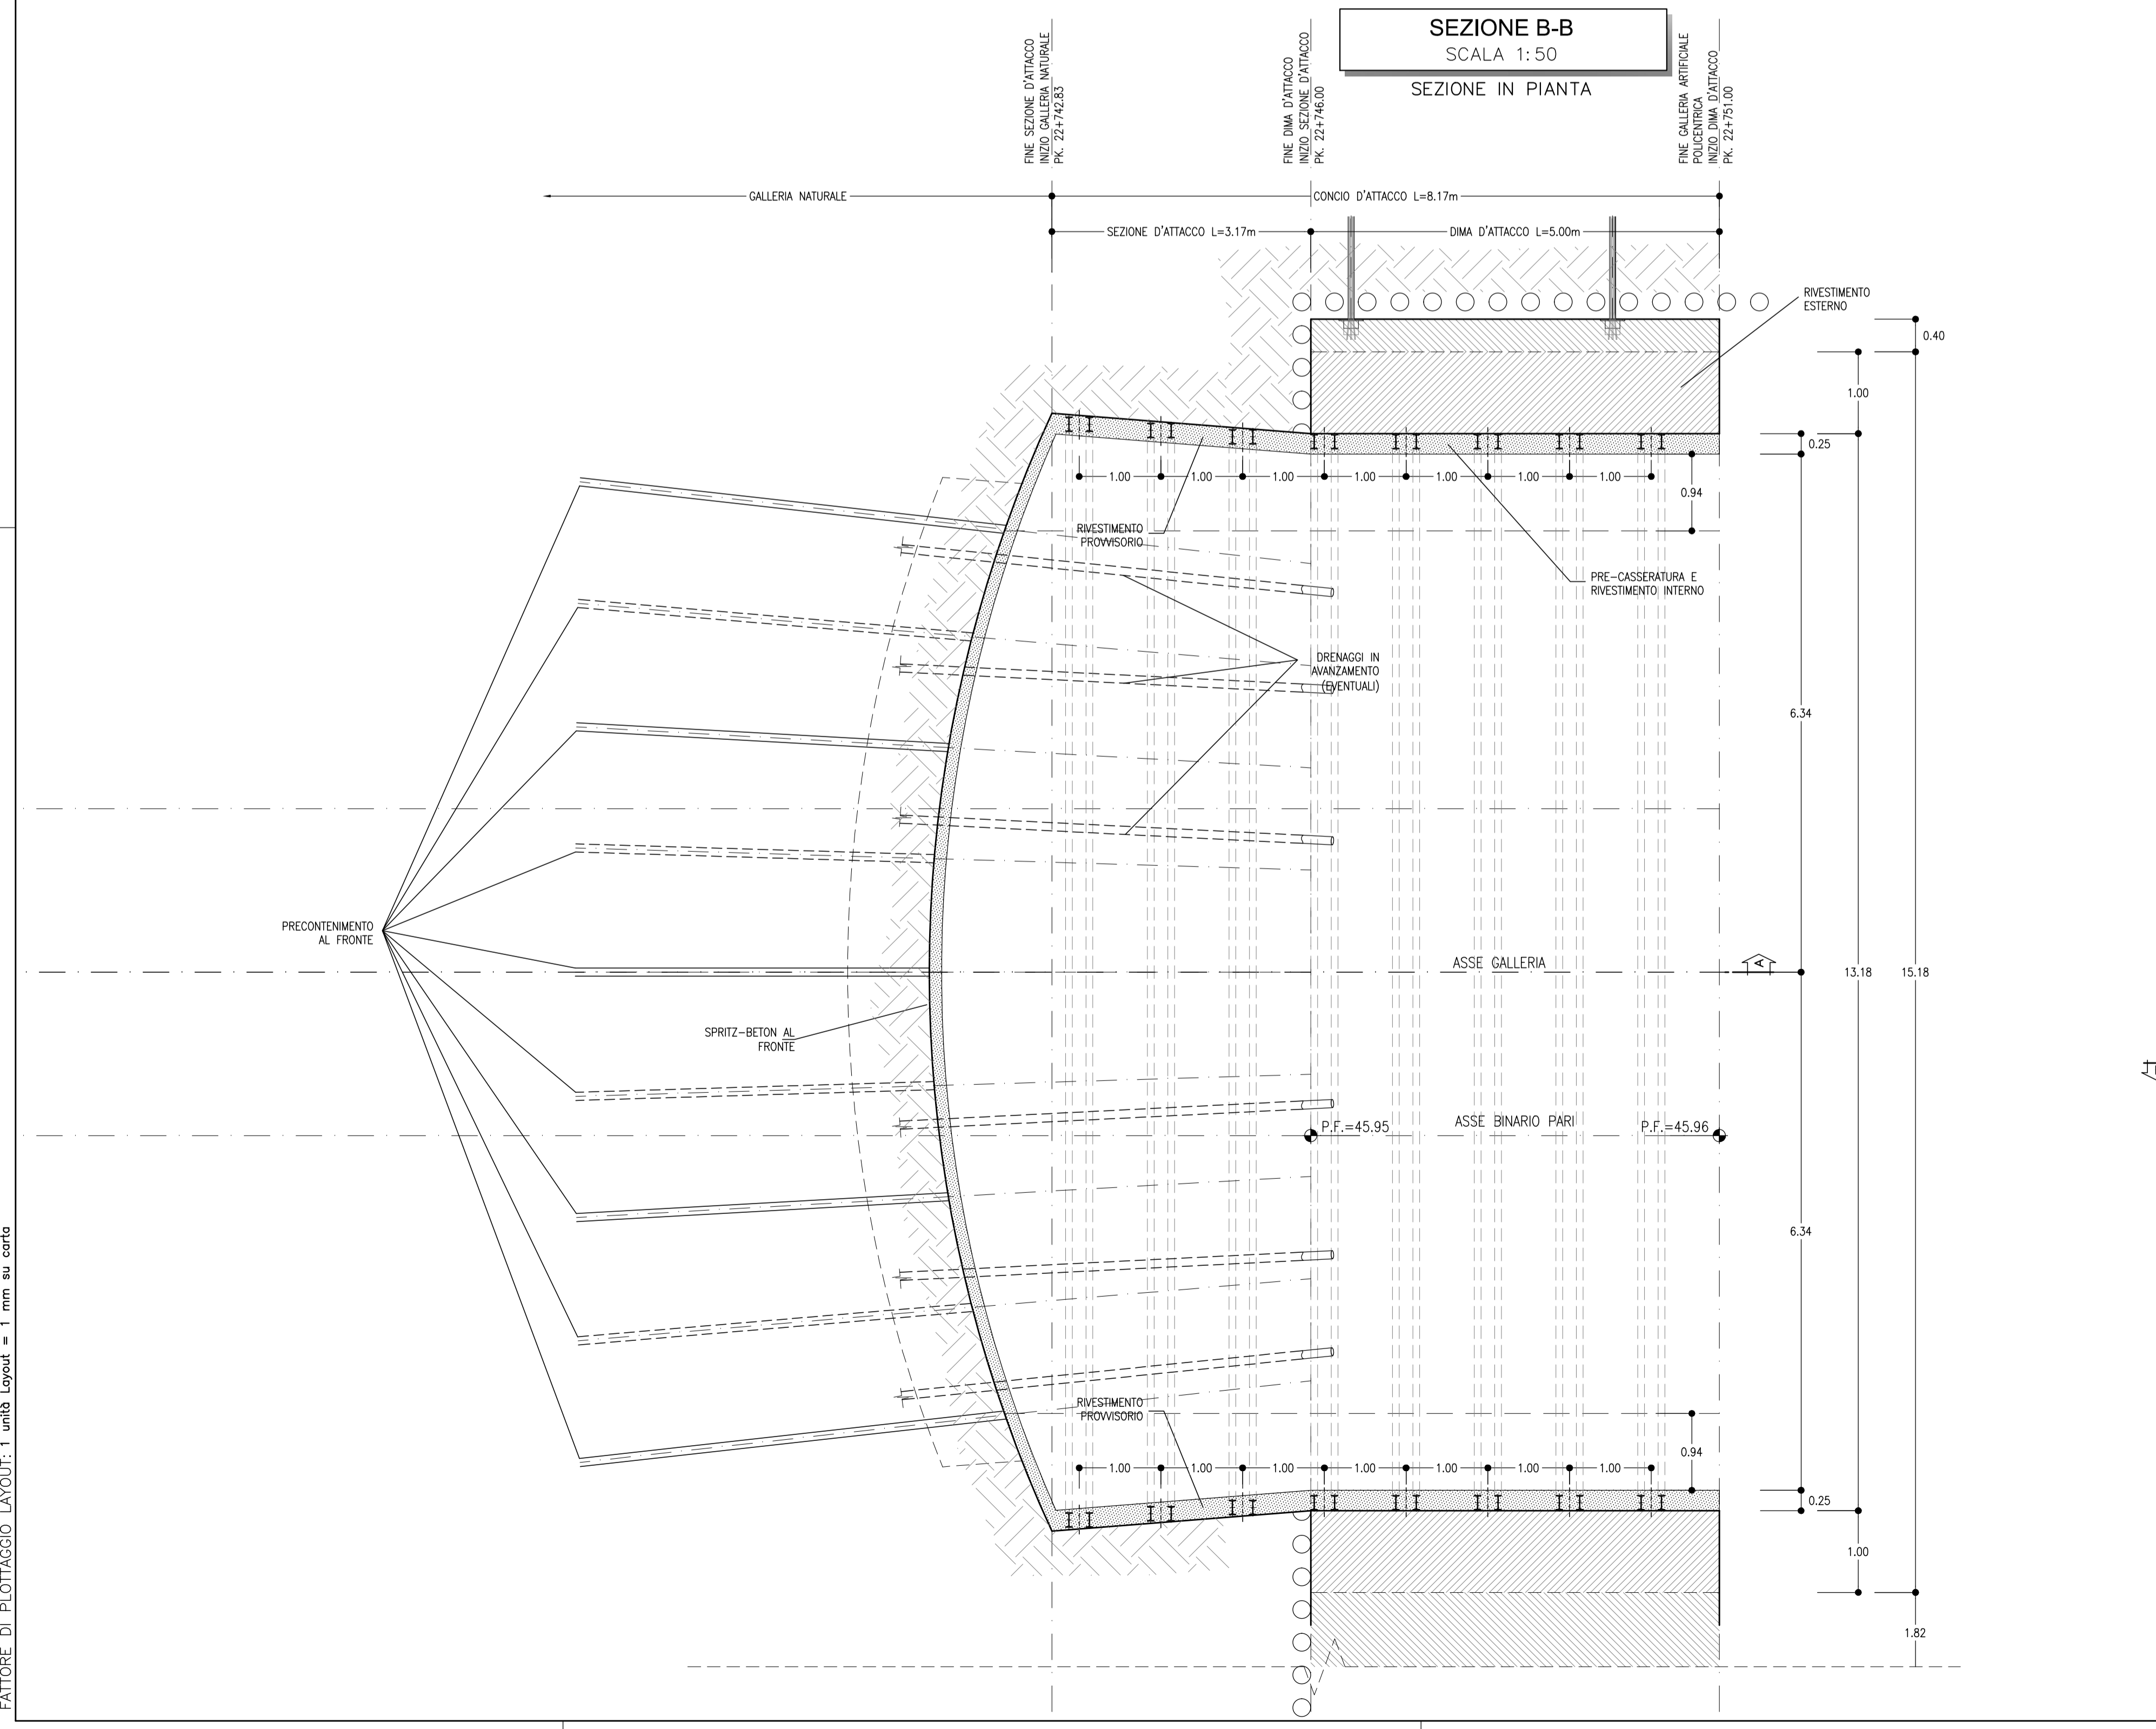 SEZIONE B-B
SCALA 1:50
SEZIONE IN PIANTA
FINE SEZIONE D'ATTACCO
INIZIO GALLERIA NATURALE
PK. 22+742.83
FINE DIMA D'ATTACCO
INIZIO SEZIONE D'ATTACCO
PK. 22+746.00
FINE GALLERIA ARTIFICIALE
POLICENTRICA
INIZIO DIMA D'ATTACCO
PK. 22+751.00
GALLERIA NATURALE
CONCIO D'ATTACCO L=8.17m
SEZIONE D'ATTACCO L=3.17m
DIMA D'ATTACCO L=5.00m
RIVESTIMENTO
ESTERNO
0.40
1.00
0.25
1.00 1.00 1.00 1.00 1.00 1.00 1.00
0.94
RIVESTIMENTO
PROVVISORIO
PRE-CASSERATURA E
RIVESTIMENTO INTERNO
DRENAGGI IN
AVANZAMENTO
(EVENTUALI)
6.34
PRECONTENIMENTO
AL FRONTE
ASSE GALLERIA
A
13.18
15.18
SPRITZ-BETON AL
FRONTE
P.F.=45.95
ASSE BINARIO PARI
P.F.=45.96
6.34
RIVESTIMENTO
PROVVISORIO
0.94
1.00 1.00 1.00 1.00 1.00 1.00 1.00
0.25
1.00
1.82
FATTORE DI PLOTTAGGIO LAYOUT: 1 unità Layout = 1 mm su carta